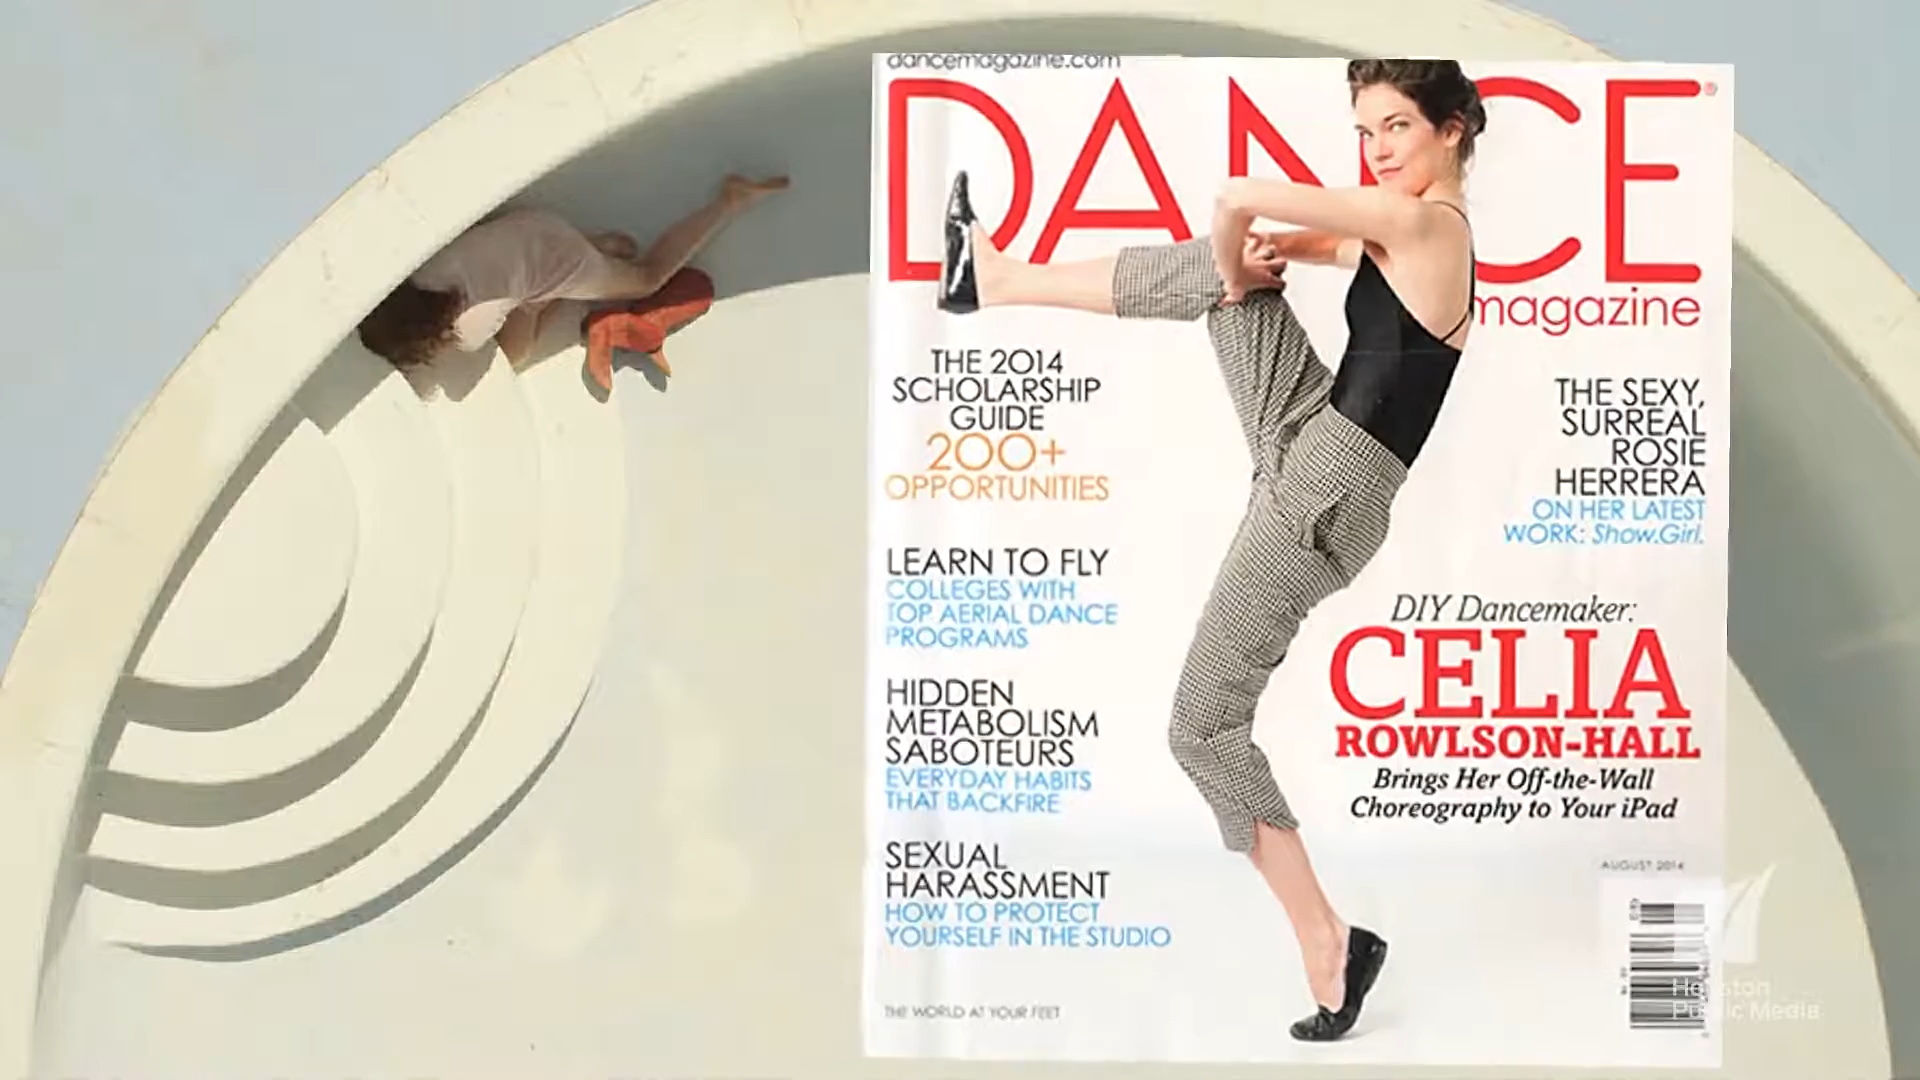 dancemagazine.com
DANCE
magazine
THE 2014
SCHOLARSHIP
GUIDE
200+
OPPORTUNITIES
LEARN TO FLY
COLLEGES WITH
TOP AERIAL DANCE
PROGRAMS
HIDDEN
METABOLISM
SABOTEURS
EVERYDAY HABITS
THAT BACKFIRE
SEXUAL
HARASSMENT
HOW TO PROTECT
YOURSELF IN THE STUDIO
THE WORLD AT YOUR FEET
THE SEXY,
SURREAL
ROSIE
HERRERA
ON HER LATEST
WORK: Show.Girl.
DIY Dancemaker:
CELIA
ROWLSON-HALL
Brings Her Off-the-Wall
Choreography to Your iPad
AUGUST 2014
Houston
Public Media